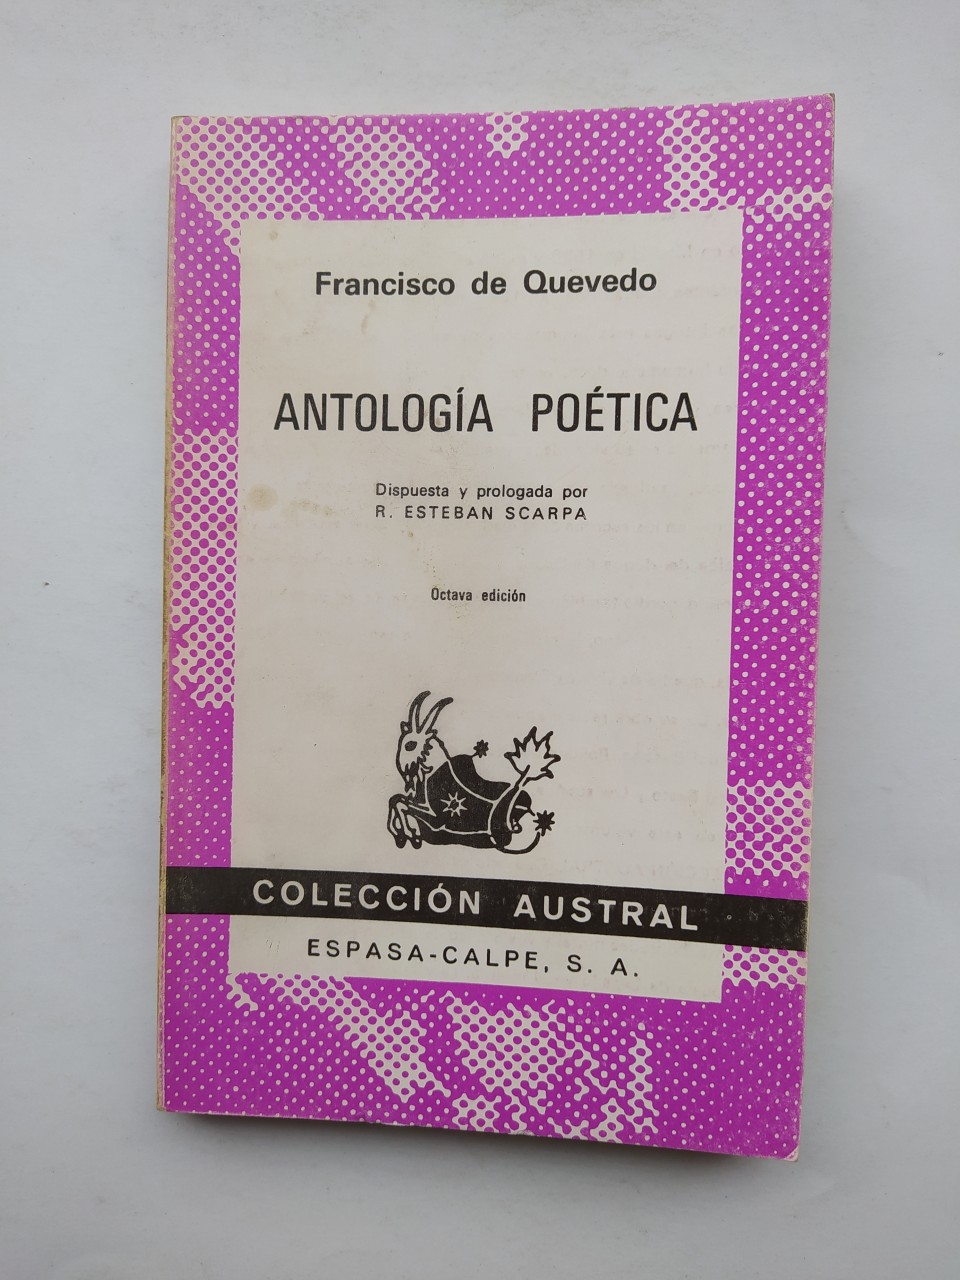 Francisco de Quevedo
ANTOLOGÍA POÉTICA
Dispuesta y prologada por
R. ESTEBAN SCARPA
Octava edición
COLECCIÓN AUSTRAL
ESPASA-CALPE, S. A.